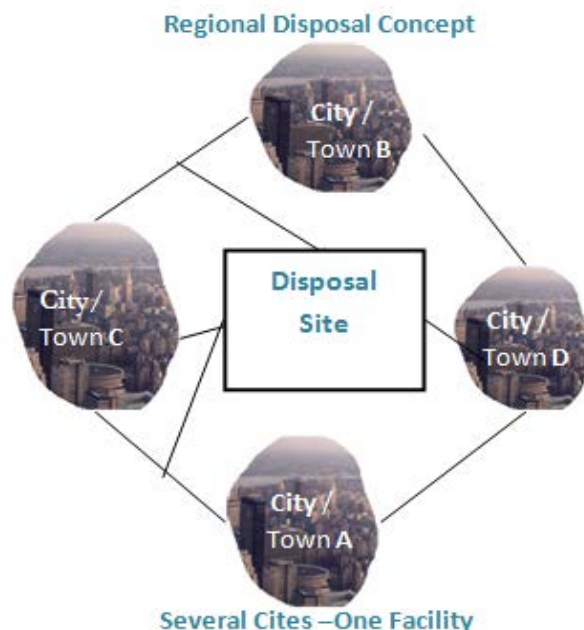 Regional Disposal Concept
City /
Town B
City /
Town C
Disposal
Site
City /
Town D
City /
Town A
Several Cites –One Facility